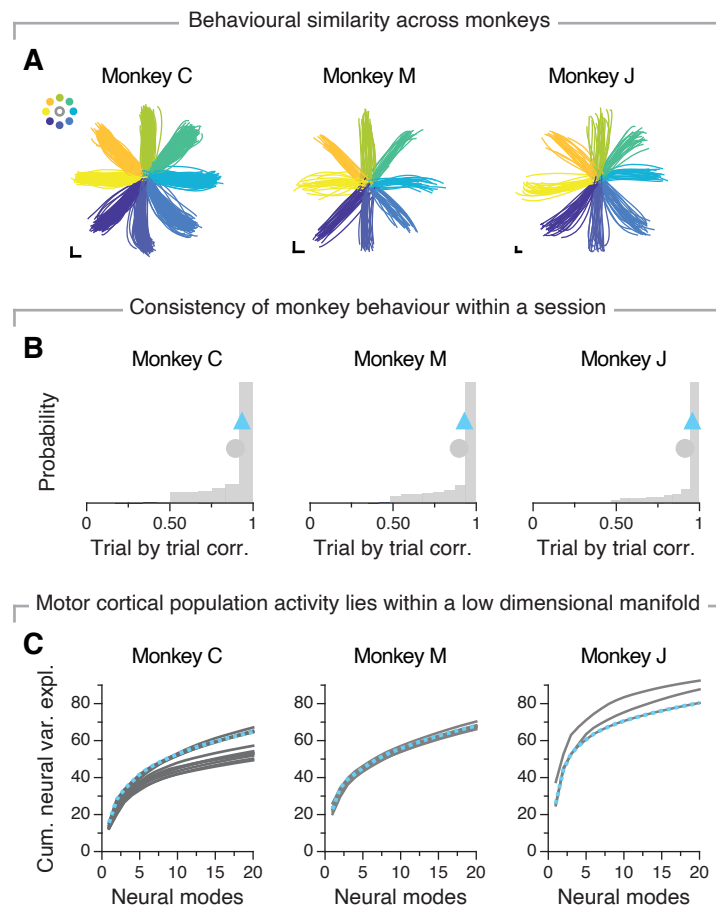 Behavioural similarity across monkeys
A
Monkey C
Monkey M
Monkey J
Consistency of monkey behaviour within a session
B
Monkey C
Monkey M
Monkey J
Probability
0 0.50 1
0 0.50 1
0 0.50 1
Trial by trial corr.
Trial by trial corr.
Trial by trial corr.
Motor cortical population activity lies within a low dimensional manifold
C
Monkey C
Monkey M
Monkey J
Cum. neural var. expl.
80
60
40
20
0
80
60
40
20
0
80
60
40
20
0
0 5 10 15 20
0 5 10 15 20
0 5 10 15 20
Neural modes
Neural modes
Neural modes